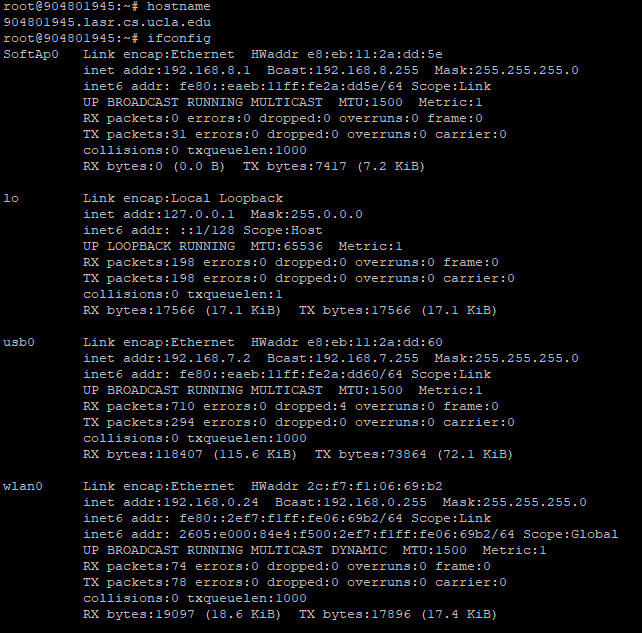 root@904801945:~# hostname
904801945.lasr.cs.ucla.edu
root@904801945:~# ifconfig
SoftAp0   Link encap:Ethernet  HWaddr e8:eb:11:2a:dd:5e
          inet addr:192.168.8.1  Bcast:192.168.8.255  Mask:255.255.255.0
          inet6 addr: fe80::eaeb:11ff:fe2a:dd5e/64 Scope:Link
          UP BROADCAST RUNNING MULTICAST  MTU:1500  Metric:1
          RX packets:0 errors:0 dropped:0 overruns:0 frame:0
          TX packets:31 errors:0 dropped:0 overruns:0 carrier:0
          collisions:0 txqueuelen:1000
          RX bytes:0 (0.0 B)  TX bytes:7417 (7.2 KiB)

lo        Link encap:Local Loopback
          inet addr:127.0.0.1  Mask:255.0.0.0
          inet6 addr: ::1/128 Scope:Host
          UP LOOPBACK RUNNING  MTU:65536  Metric:1
          RX packets:198 errors:0 dropped:0 overruns:0 frame:0
          TX packets:198 errors:0 dropped:0 overruns:0 carrier:0
          collisions:0 txqueuelen:1
          RX bytes:17566 (17.1 KiB)  TX bytes:17566 (17.1 KiB)

usb0      Link encap:Ethernet  HWaddr e8:eb:11:2a:dd:60
          inet addr:192.168.7.2  Bcast:192.168.7.255  Mask:255.255.255.0
          inet6 addr: fe80::eaeb:11ff:fe2a:dd60/64 Scope:Link
          UP BROADCAST RUNNING MULTICAST  MTU:1500  Metric:1
          RX packets:710 errors:0 dropped:4 overruns:0 frame:0
          TX packets:294 errors:0 dropped:0 overruns:0 carrier:0
          collisions:0 txqueuelen:1000
          RX bytes:118407 (115.6 KiB)  TX bytes:73864 (72.1 KiB)

wlan0     Link encap:Ethernet  HWaddr 2c:f7:f1:06:69:b2
          inet addr:192.168.0.24  Bcast:192.168.0.255  Mask:255.255.255.0
          inet6 addr: fe80::2ef7:f1ff:fe06:69b2/64 Scope:Link
          inet6 addr: 2605:e000:84e4:f500:2ef7:f1ff:fe06:69b2/64 Scope:Global
          UP BROADCAST RUNNING MULTICAST DYNAMIC  MTU:1500  Metric:1
          RX packets:74 errors:0 dropped:0 overruns:0 frame:0
          TX packets:78 errors:0 dropped:0 overruns:0 carrier:0
          collisions:0 txqueuelen:1000
          RX bytes:19097 (18.6 KiB)  TX bytes:17896 (17.4 KiB)